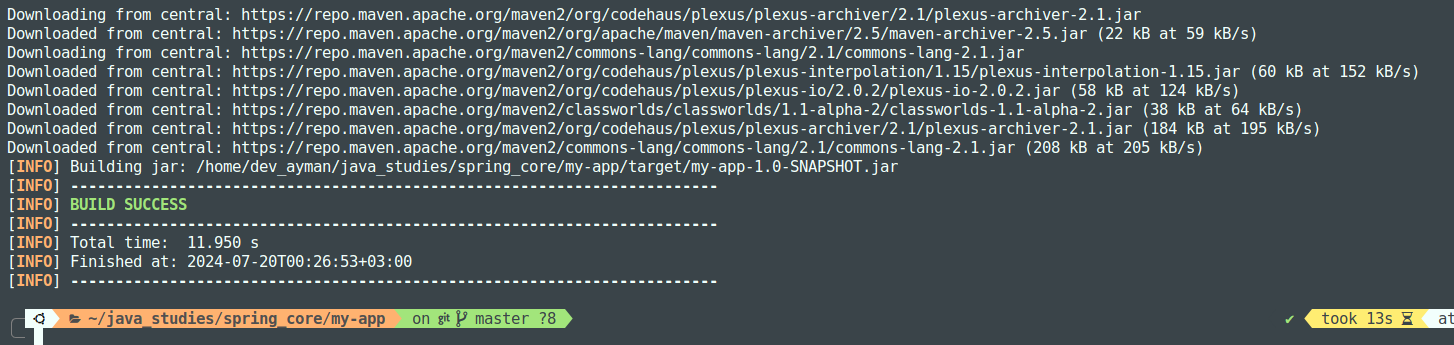 Downloading from central: https://repo.maven.apache.org/maven2/org/codehaus/plexus/plexus-archiver/2.1/plexus-archiver-2.1.jar
Downloaded from central: https://repo.maven.apache.org/maven2/org/apache/maven/maven-archiver/2.5/maven-archiver-2.5.jar (22 kB at 59 kB/s)
Downloading from central: https://repo.maven.apache.org/maven2/commons-lang/commons-lang/2.1/commons-lang-2.1.jar
Downloaded from central: https://repo.maven.apache.org/maven2/org/codehaus/plexus/plexus-interpolation/1.15/plexus-interpolation-1.15.jar (60 kB at 152 kB/s)
Downloaded from central: https://repo.maven.apache.org/maven2/org/codehaus/plexus/plexus-io/2.0.2/plexus-io-2.0.2.jar (58 kB at 124 kB/s)
Downloaded from central: https://repo.maven.apache.org/maven2/classworlds/classworlds/1.1-alpha-2/classworlds-1.1-alpha-2.jar (38 kB at 64 kB/s)
Downloaded from central: https://repo.maven.apache.org/maven2/org/codehaus/plexus/plexus-archiver/2.1/plexus-archiver-2.1.jar (184 kB at 195 kB/s)
Downloaded from central: https://repo.maven.apache.org/maven2/commons-lang/commons-lang/2.1/commons-lang-2.1.jar (208 kB at 205 kB/s)
[INFO] Building jar: /home/dev_ayman/java_studies/spring_core/my-app/target/my-app-1.0-SNAPSHOT.jar
[INFO] ------------------------------------------------------------------------
[INFO] BUILD SUCCESS
[INFO] ------------------------------------------------------------------------
[INFO] Total time:  11.950 s
[INFO] Finished at: 2024-07-20T00:26:53+03:00
[INFO] ------------------------------------------------------------------------
~/java_studies/spring_core/my-app on git master ?8 ✔ took 13s at